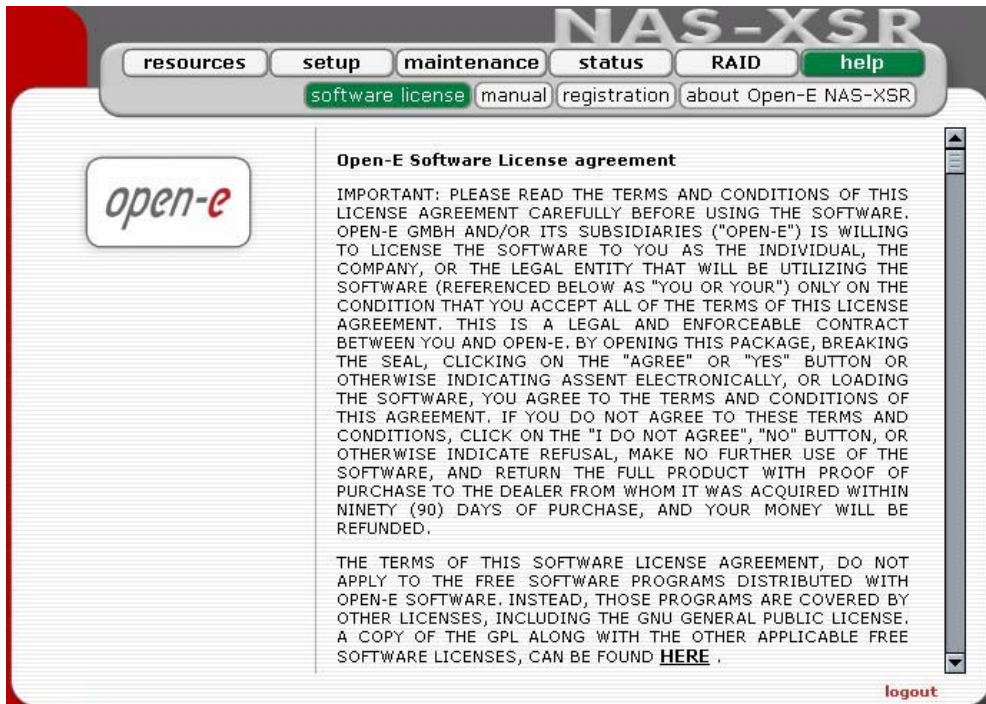 NAS-XSR
resources setup maintenance status RAID help
software license manual registration about Open-E NAS-XSR
open-e
Open-E Software License agreement
IMPORTANT: PLEASE READ THE TERMS AND CONDITIONS OF THIS
LICENSE AGREEMENT CAREFULLY BEFORE USING THE SOFTWARE.
OPEN-E GMBH AND/OR ITS SUBSIDIARIES ("OPEN-E") IS WILLING
TO LICENSE THE SOFTWARE TO YOU AS THE INDIVIDUAL, THE
COMPANY, OR THE LEGAL ENTITY THAT WILL BE UTILIZING THE
SOFTWARE (REFERENCED BELOW AS "YOU OR YOUR") ONLY ON THE
CONDITION THAT YOU ACCEPT ALL OF THE TERMS OF THIS LICENSE
AGREEMENT. THIS IS A LEGAL AND ENFORCEABLE CONTRACT
BETWEEN YOU AND OPEN-E. BY OPENING THIS PACKAGE, BREAKING
THE SEAL, CLICKING ON THE "AGREE" OR "YES" BUTTON OR
OTHERWISE INDICATING ASSENT ELECTRONICALLY, OR LOADING
THE SOFTWARE, YOU AGREE TO THE TERMS AND CONDITIONS OF
THIS AGREEMENT. IF YOU DO NOT AGREE TO THESE TERMS AND
CONDITIONS, CLICK ON THE "I DO NOT AGREE", "NO" BUTTON, OR
OTHERWISE INDICATE REFUSAL, MAKE NO FURTHER USE OF THE
SOFTWARE, AND RETURN THE FULL PRODUCT WITH PROOF OF
PURCHASE TO THE DEALER FROM WHOM IT WAS ACQUIRED WITHIN
NINETY (90) DAYS OF PURCHASE, AND YOUR MONEY WILL BE
REFUNDED.
THE TERMS OF THIS SOFTWARE LICENSE AGREEMENT, DO NOT
APPLY TO THE FREE SOFTWARE PROGRAMS DISTRIBUTED WITH
OPEN-E SOFTWARE. INSTEAD, THOSE PROGRAMS ARE COVERED BY
OTHER LICENSES, INCLUDING THE GNU GENERAL PUBLIC LICENSE.
A COPY OF THE GPL ALONG WITH THE OTHER APPLICABLE FREE
SOFTWARE LICENSES, CAN BE FOUND HERE .
logout